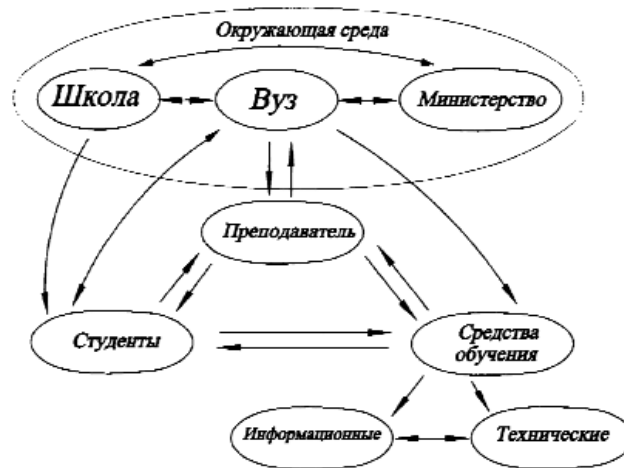 Окружающая среда
Школа
Вуз
Министерство
Преподаватель
Студенты
Средства
обучения
Информационные
Технические